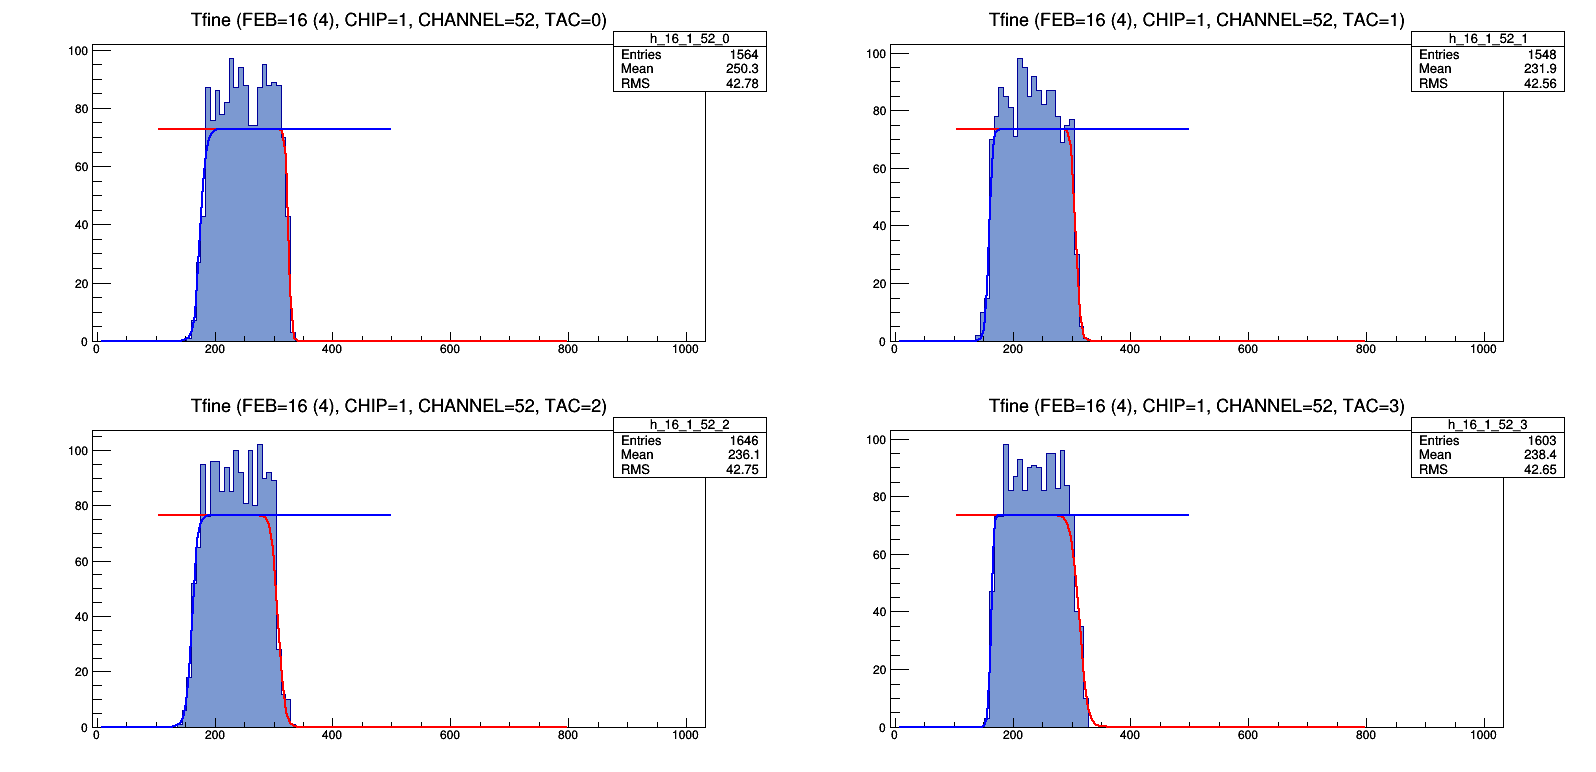 Tfine (FEB=16 (4), CHIP=1, CHANNEL=52, TAC=0)
h_16_1_52_0
Entries 1564
Mean 250.3
RMS 42.78
100
80
60
40
20
0
0 200 400 600 800 1000
Tfine (FEB=16 (4), CHIP=1, CHANNEL=52, TAC=1)
h_16_1_52_1
Entries 1548
Mean 231.9
RMS 42.56
100
80
60
40
20
0
0 200 400 600 800 1000
Tfine (FEB=16 (4), CHIP=1, CHANNEL=52, TAC=2)
h_16_1_52_2
Entries 1646
Mean 236.1
RMS 42.75
100
80
60
40
20
0
0 200 400 600 800 1000
Tfine (FEB=16 (4), CHIP=1, CHANNEL=52, TAC=3)
h_16_1_52_3
Entries 1603
Mean 238.4
RMS 42.65
100
80
60
40
20
0
0 200 400 600 800 1000